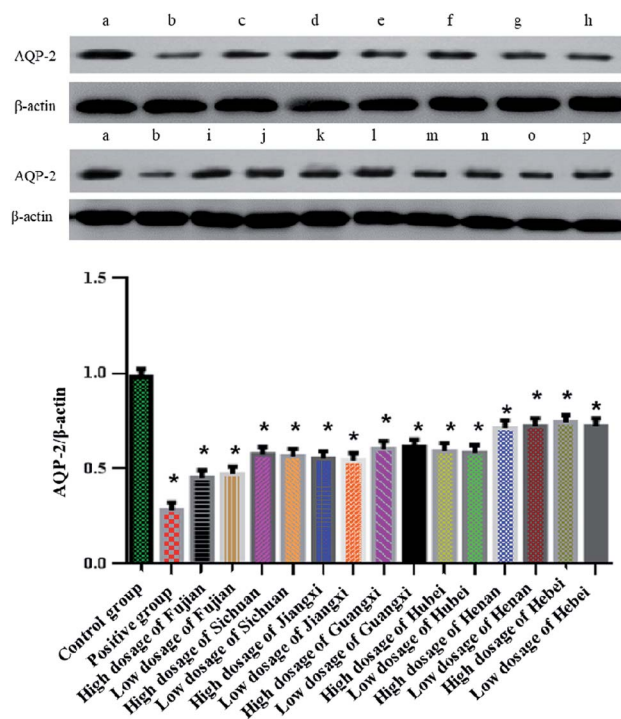 a b c d e f g h
AQP-2
β-actin
a b i j k l m n o p
AQP-2
β-actin
1.5
1.0
0.5
0.0
AQP-2/β-actin
* * * * * * * * * * * * * * *
Control group
Positive group
High dosage of Fujian
Low dosage of Fujian
High dosage of Sichuan
Low dosage of Sichuan
High dosage of Jiangxi
Low dosage of Jiangxi
High dosage of Guangxi
Low dosage of Guangxi
High dosage of Hubei
Low dosage of Hubei
High dosage of Henan
Low dosage of Henan
High dosage of Hebei
Low dosage of Hebei